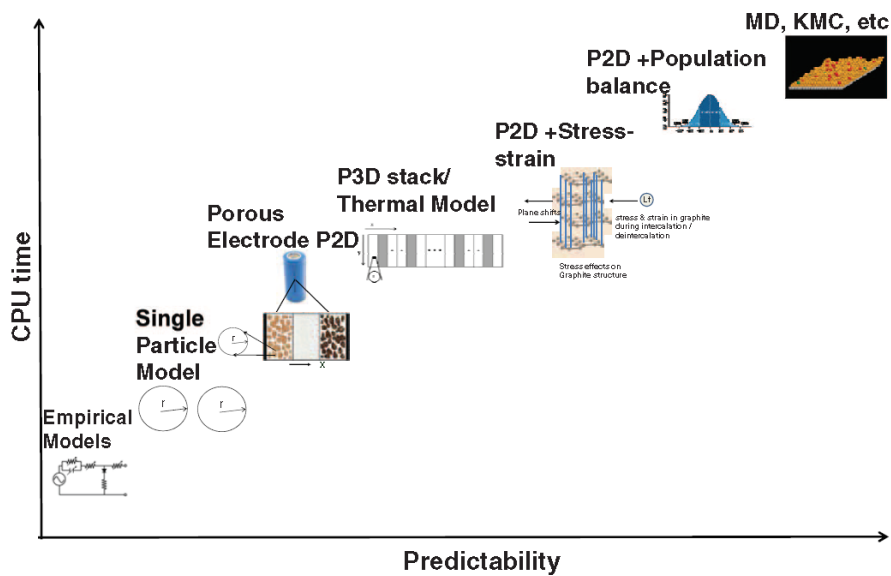 MD, KMC, etc
P2D +Population
balance
P2D +Stress-
strain
Plane shifts
Li
stress & strain in graphite
during intercalation /
deintercalation
Stress effects on
Graphite structure
P3D stack/
Thermal Model
Porous
Electrode P2D
r
X
Single
Particle
Model
r
r
Empirical
Models
CPU time
Predictability